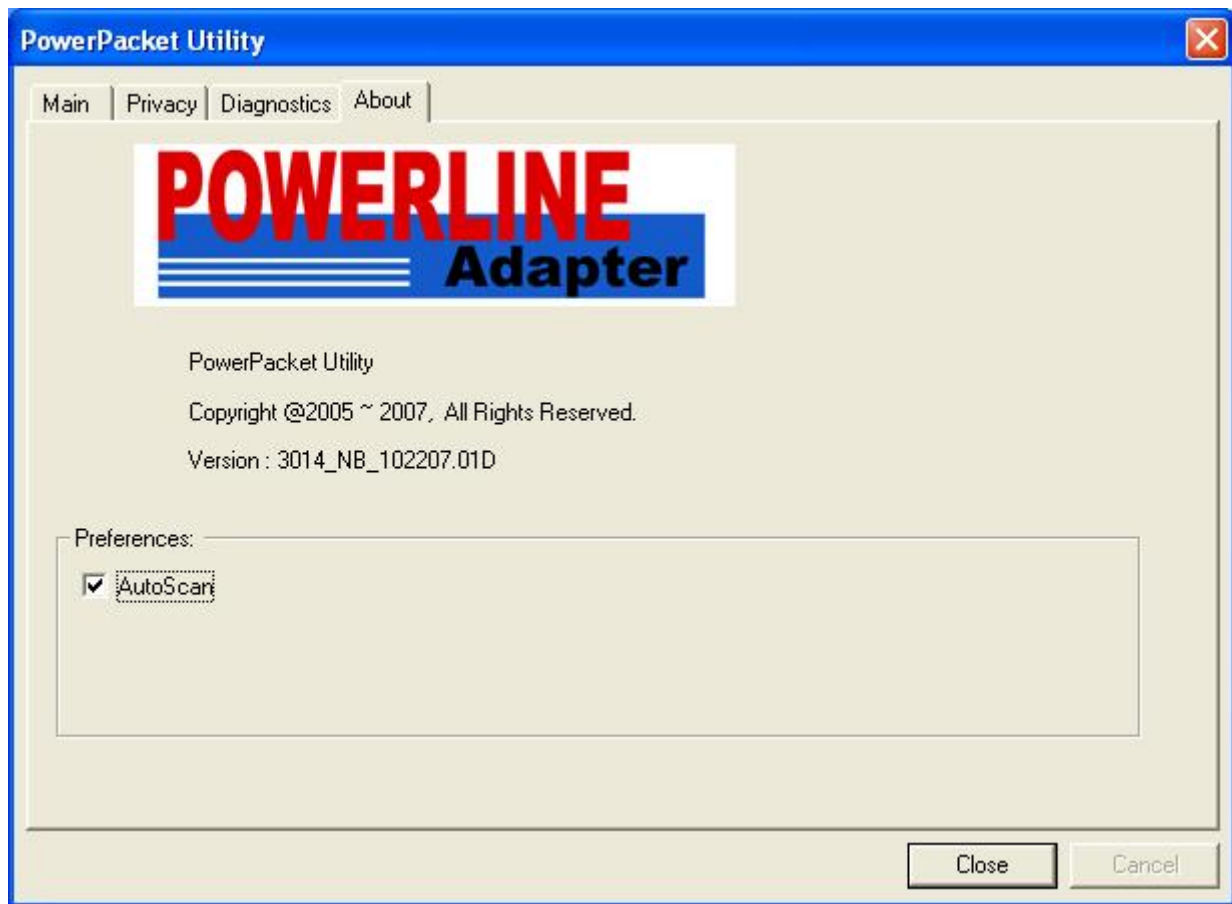 PowerPacket Utility
Main Privacy Diagnostics About
POWERLINE
Adapter
PowerPacket Utility
Copyright @2005 ~ 2007, All Rights Reserved.
Version : 3014_NB_102207.01D
Preferences:
AutoScan
Close Cancel